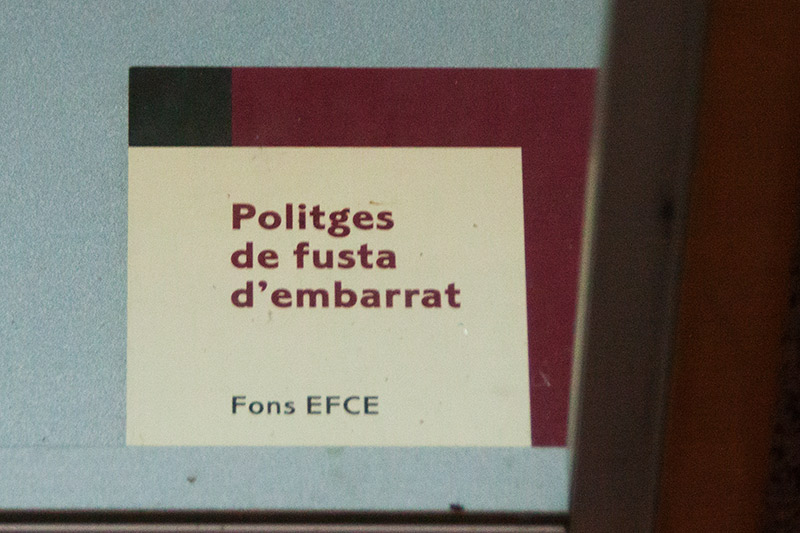 Politges
de fusta
d'embarrat
Fons EFCE